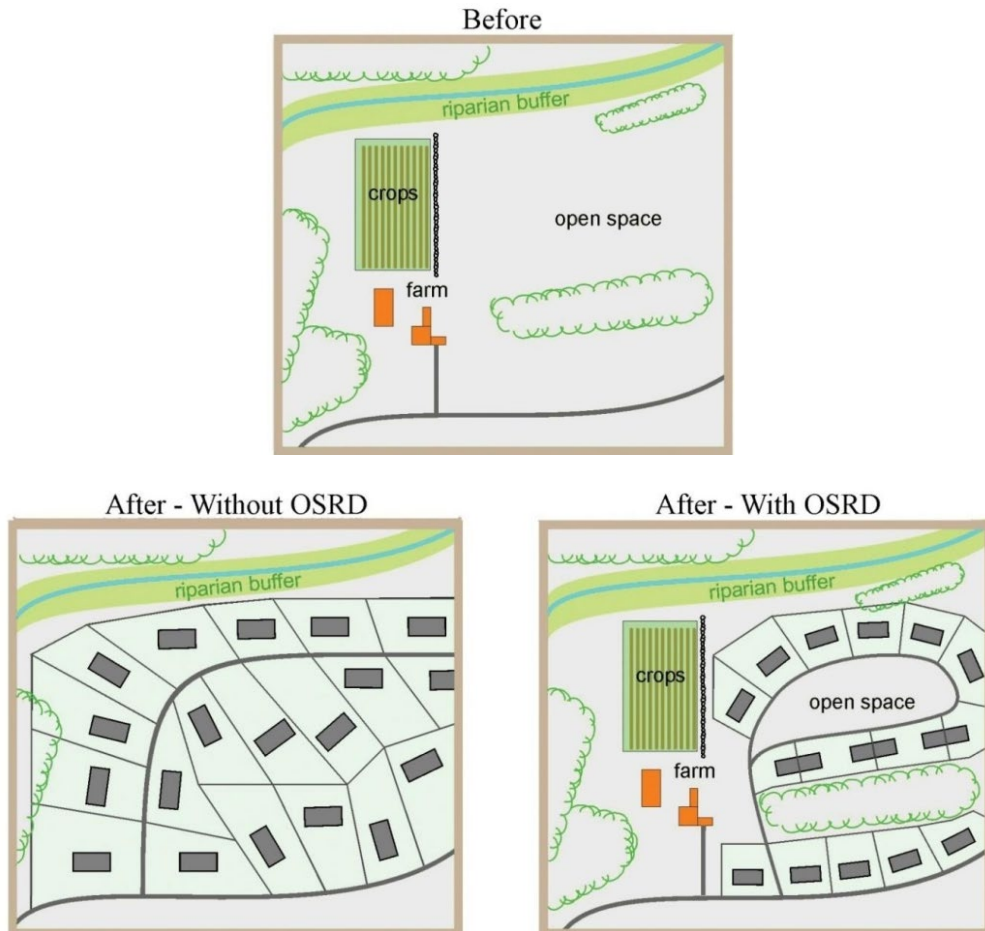 Before
riparian buffer
crops
open space
farm
After - Without OSRD
riparian buffer
After - With OSRD
riparian buffer
crops
open space
farm